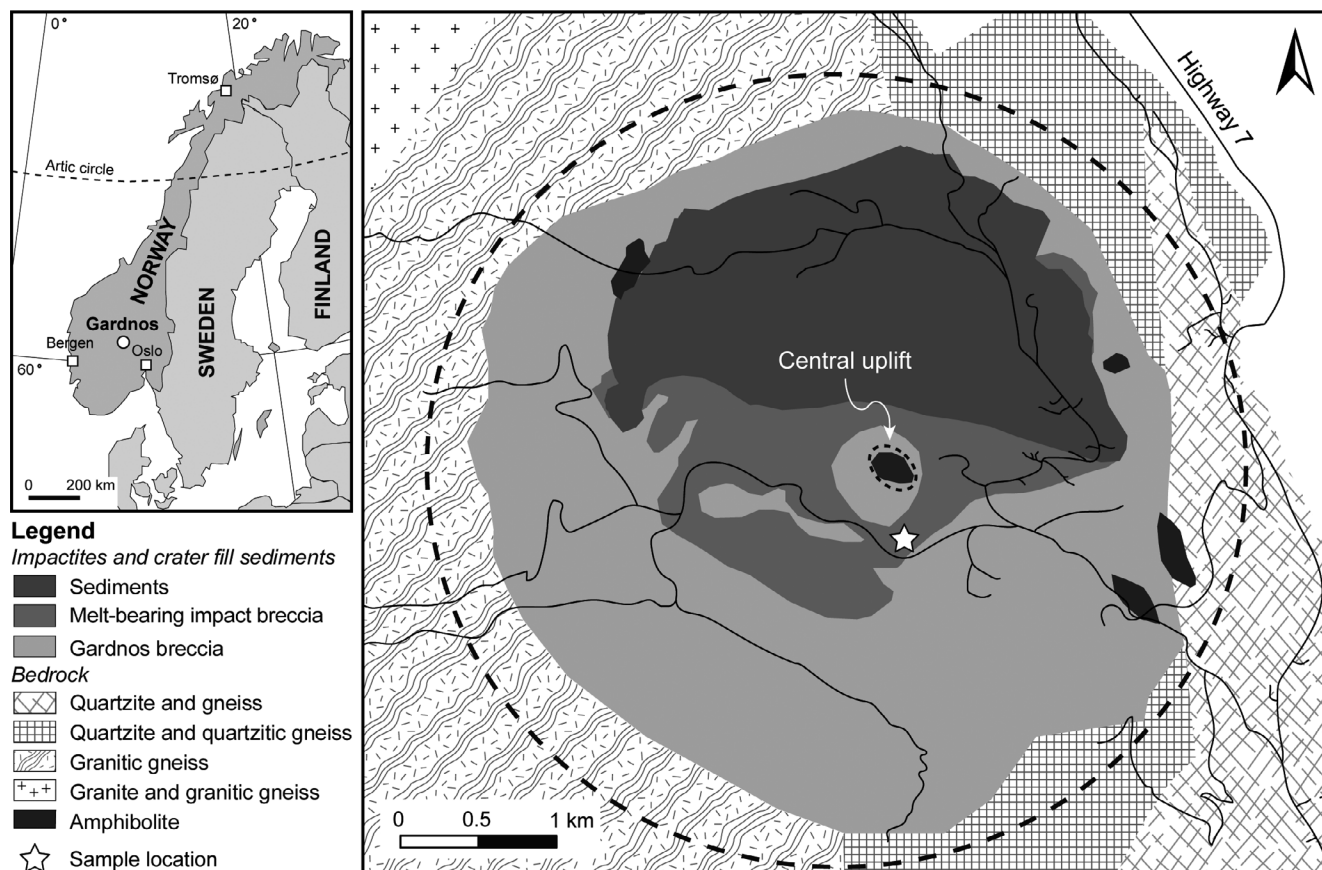 0°
20°
Tromsø
Artic circle
NORWAY
SWEDEN
FINLAND
Gardnos
Bergen
Oslo
60°
0 200 km
Highway 7
Central uplift
0 0.5 1 km
Legend
Impactites and crater fill sediments
Sediments
Melt-bearing impact breccia
Gardnos breccia
Bedrock
Quartzite and gneiss
Quartzite and quartzitic gneiss
Granitic gneiss
Granite and granitic gneiss
Amphibolite
Sample location